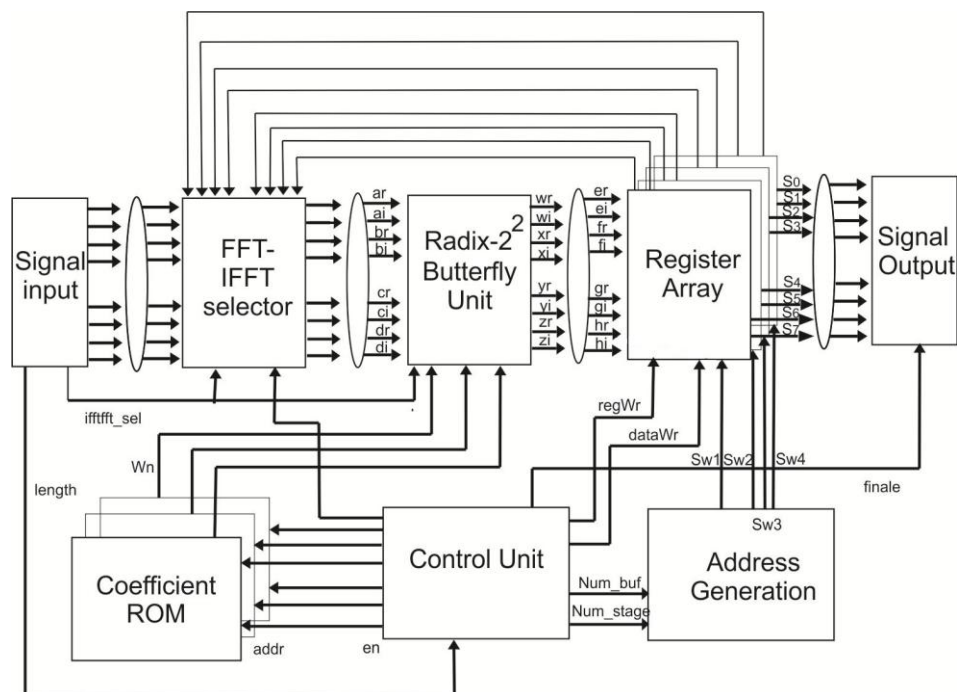 Signal
input
FFT-
IFFT
selector
ar
ai
br
bi
cr
ci
dr
di
Radix-2²
Butterfly
Unit
wr
wi
xr
xi
yr
yi
zr
zi
er
ei
fr
fi
gr
gi
hr
hi
Register
Array
S0
S1
S2
S3
S4
S5
S6
S7
Signal
Output
ifftfft_sel
regWr
dataWr
Wn
Sw1
Sw2
Sw4
length
finale
Sw3
Coefficient
ROM
Control Unit
Address
Generation
Num_buf
Num_stage
addr
en